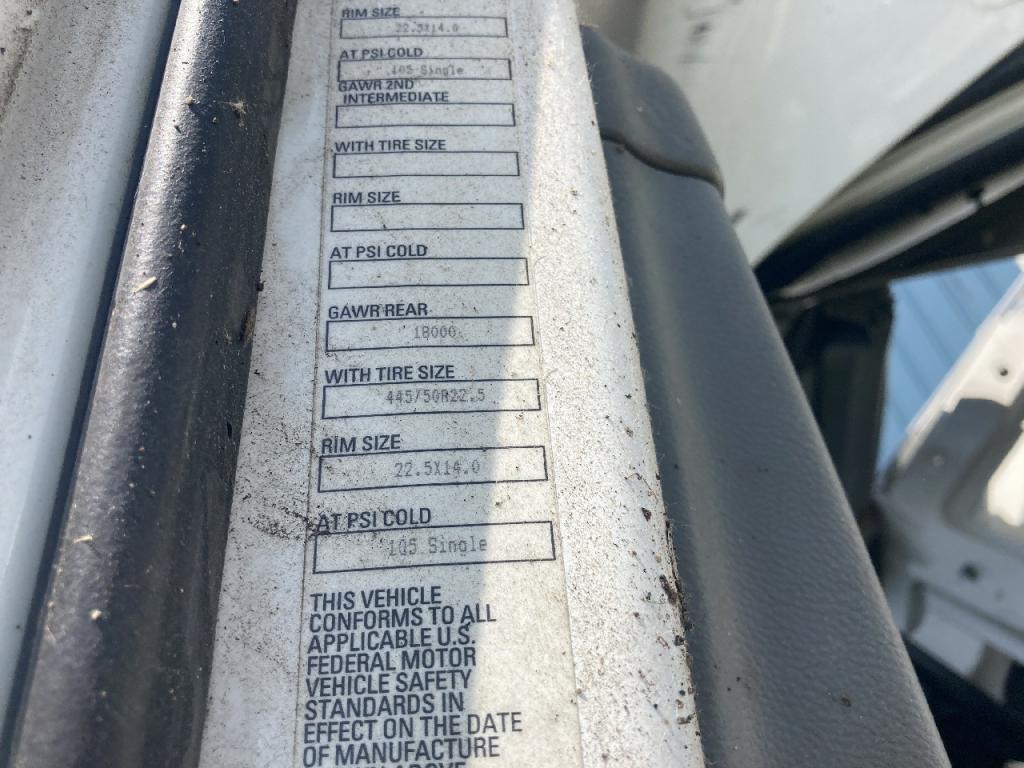 RIM SIZE
22.5X14.0
AT PSI COLD
105 Single
GAWR 2ND
INTERMEDIATE
WITH TIRE SIZE
RIM SIZE
AT PSI COLD
GAWR REAR
18000
WITH TIRE SIZE
445/50R22.5
RIM SIZE
22.5X14.0
AT PSI COLD
105 Single
THIS VEHICLE
CONFORMS TO ALL
APPLICABLE U.S.
FEDERAL MOTOR
VEHICLE SAFETY
STANDARDS IN
EFFECT ON THE DATE
OF MANUFACTURE
ABOVE